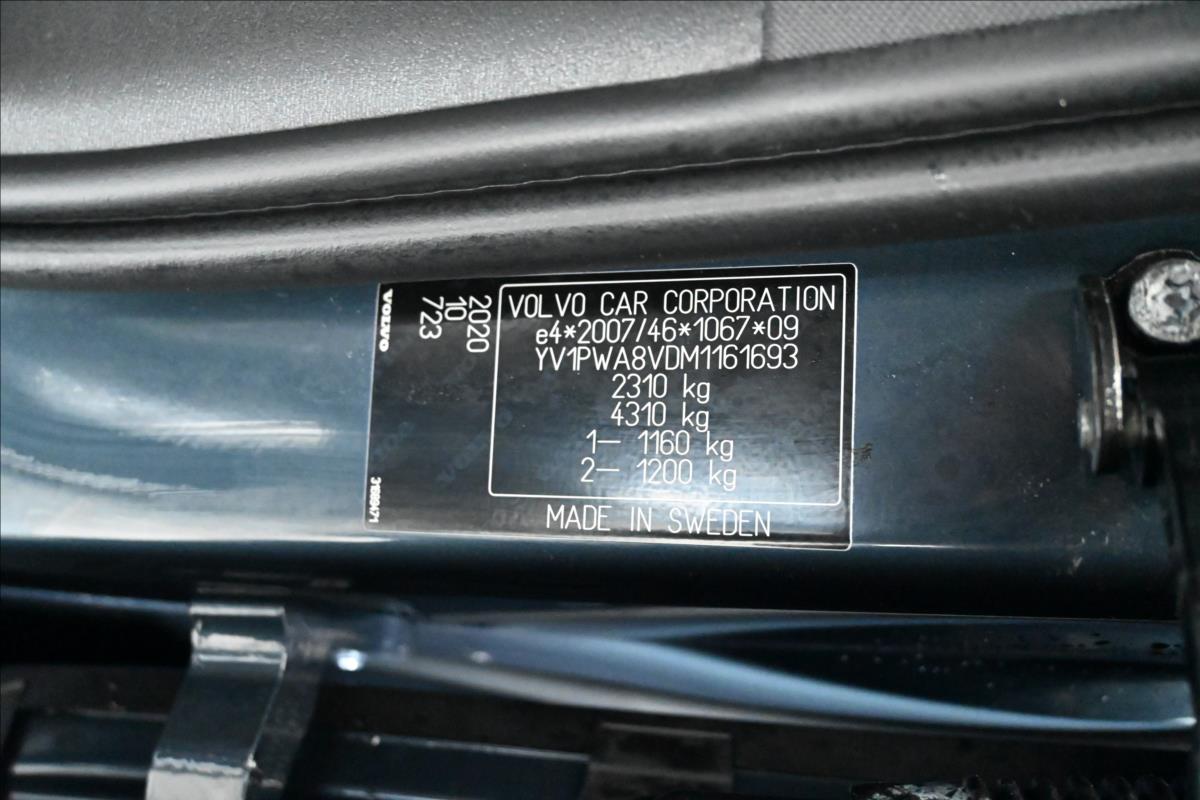 VOLVO
2020
10
723
VOLVO CAR CORPORATION
e4*2007/46*1067*09
YV1PWA8VDM1161693
2310 kg
4310 kg
1– 1160 kg
2– 1200 kg
MADE IN SWEDEN